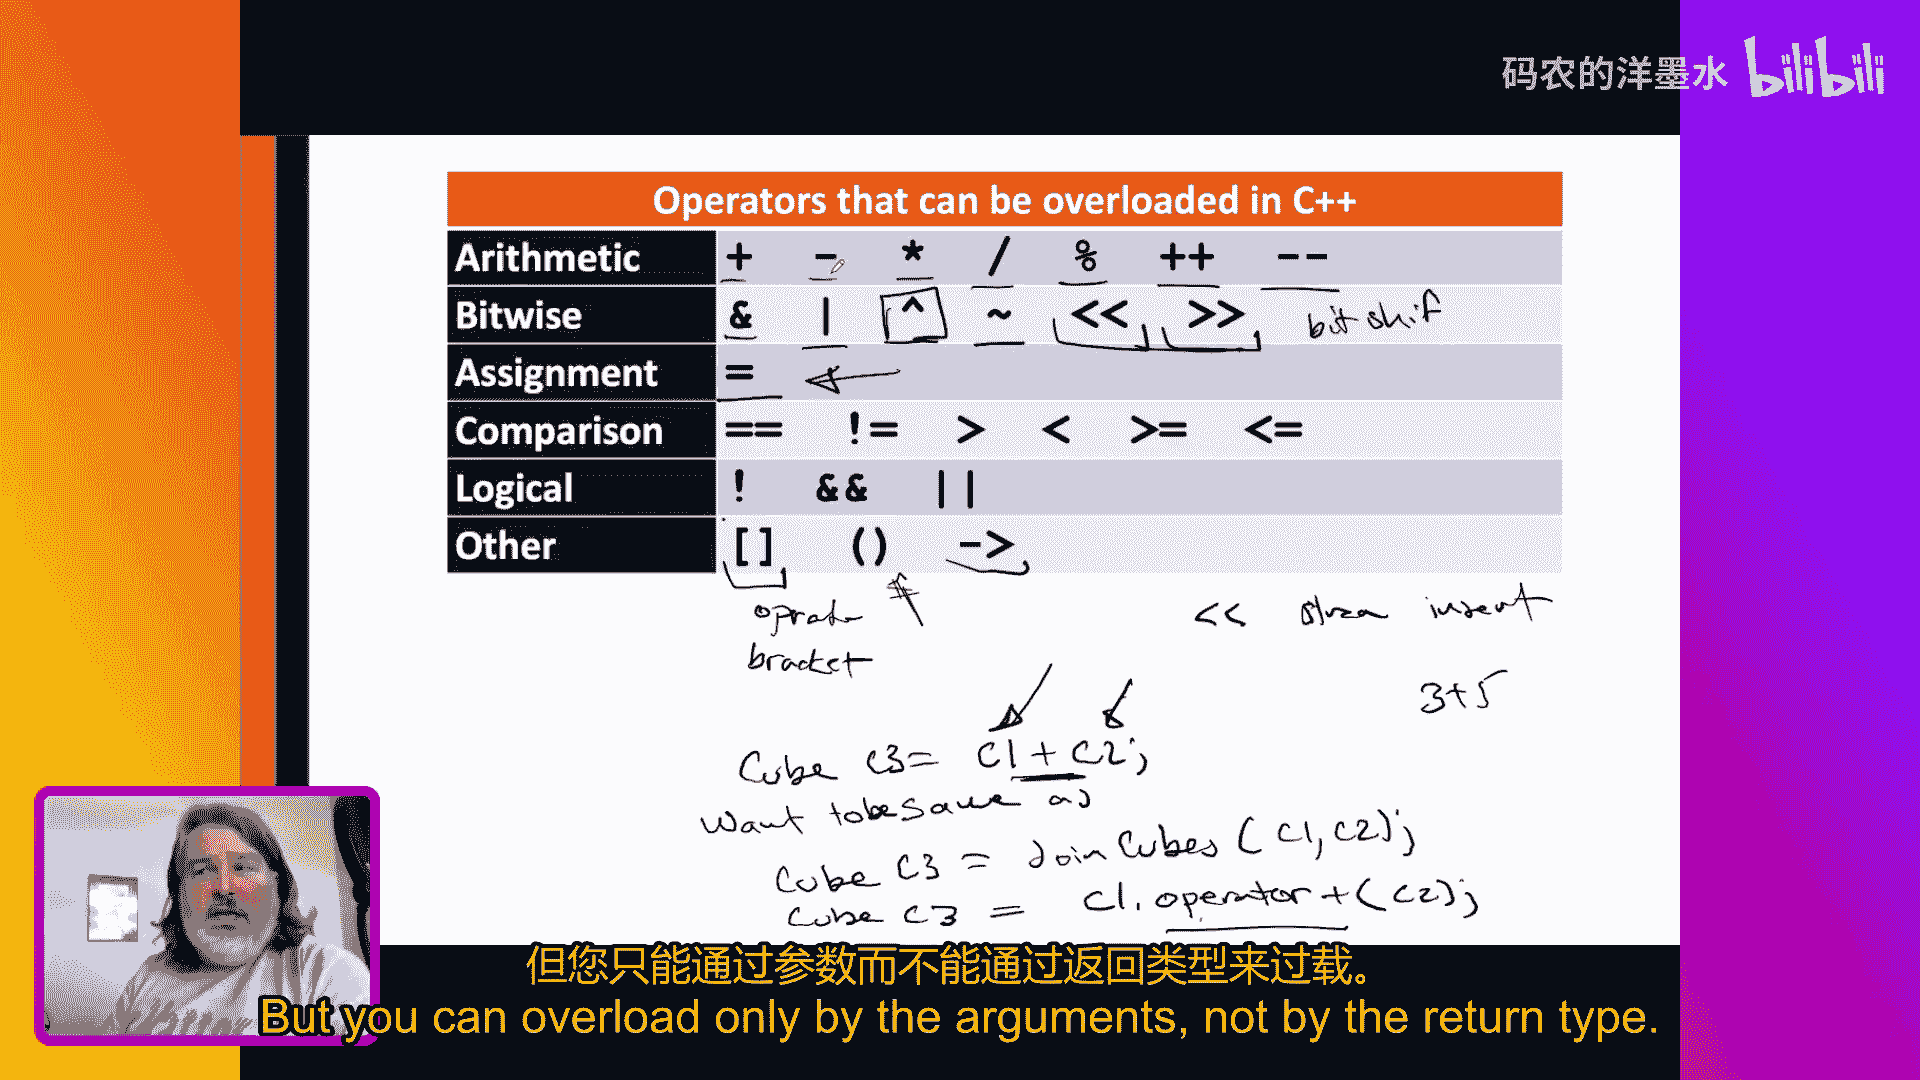 码农的洋墨水 bilibili
Operators that can be overloaded in C++
Arithmetic + - * / % ++ --
Bitwise & | ^ ~ << >> bit shif
Assignment =
Comparison == != > < >= <=
Logical ! && ||
Other [] () ->
bracket
<< insert
3+5
Cube C3= C1 + C2;
Want to be same as
Cube C3 = Join Cubes (C1, C2);
Cube C3 = C1. operator + (C2);
但您只能通过参数而不能通过返回类型来过载。
But you can overload only by the arguments, not by the return type.